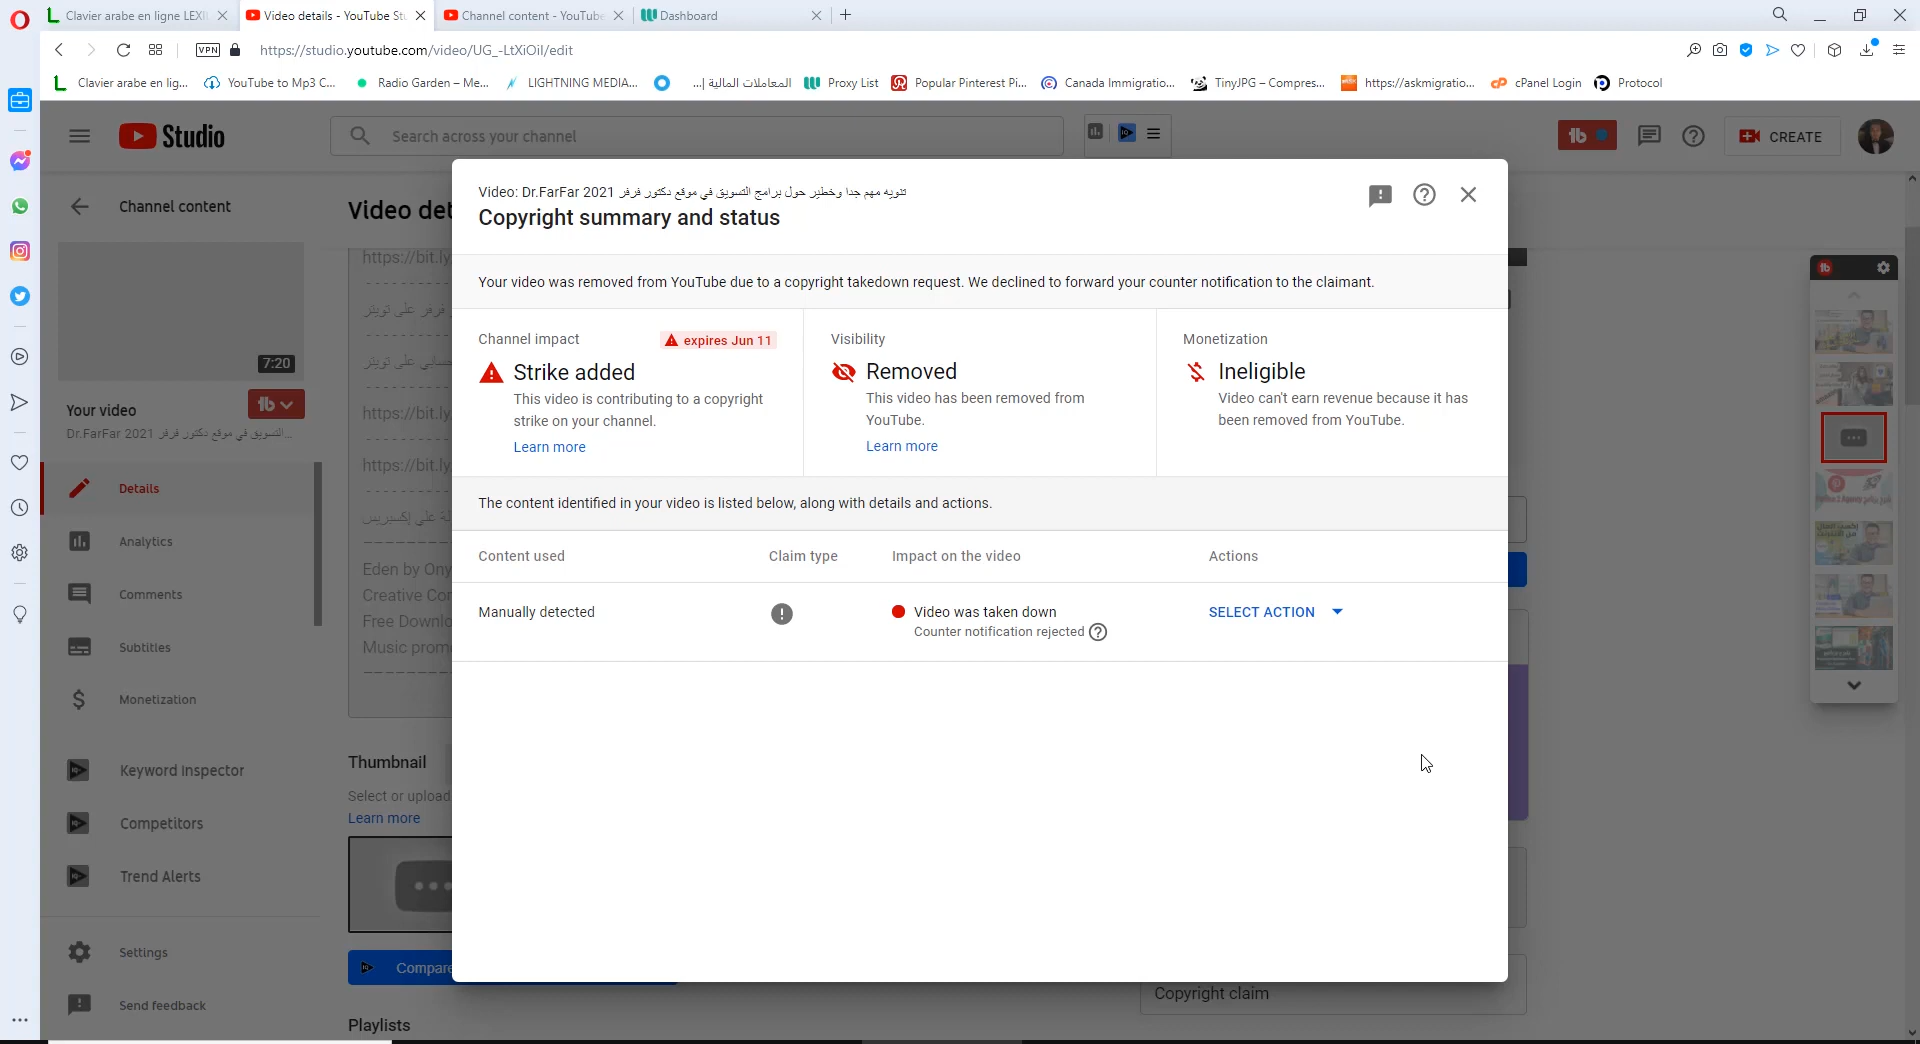 Clavier arabe en ligne LEXI
Video details - YouTube St
Channel content - YouTube
Dashboard
VPN
https://studio.youtube.com/video/UG_-LtXiOiI/edit
Clavier arabe en lig...
YouTube to Mp3 C...
Radio Garden – Me...
LIGHTNING MEDIA...
المعاملات المالية |...
Proxy List
Popular Pinterest Pi...
Canada Immigratio...
TinyJPG – Compres...
https://askmigratio...
cPanel Login
Protocol
Studio
Search across your channel
CREATE
Channel content
Video det
7:20
Your video
Dr.FarFar 2021 التسويق في موقع دكتور فرفر...
Details
Analytics
Comments
Subtitles
Monetization
Keyword Inspector
Competitors
Trend Alerts
Settings
Send feedback
https://bit.ly
فرفر على تويتر
حسابي على تويتر
https://bit.ly
https://bit.ly
Eden by Ony
Creative Cor
Free Downlo
Music prom
Thumbnail
Select or upload
Learn more
Compare
Playlists
Video: Dr.FarFar 2021 تنويه مهم جدا وخطير حول برامج التسويق في موقع دكتور فرفر
Copyright summary and status
Your video was removed from YouTube due to a copyright takedown request. We declined to forward your counter notification to the claimant.
Channel impact
expires Jun 11
Strike added
This video is contributing to a copyright
strike on your channel.
Learn more
Visibility
Removed
This video has been removed from
YouTube.
Learn more
Monetization
Ineligible
Video can't earn revenue because it has
been removed from YouTube.
The content identified in your video is listed below, along with details and actions.
Content used
Claim type
Impact on the video
Actions
Manually detected
Video was taken down
Counter notification rejected
SELECT ACTION
Copyright claim